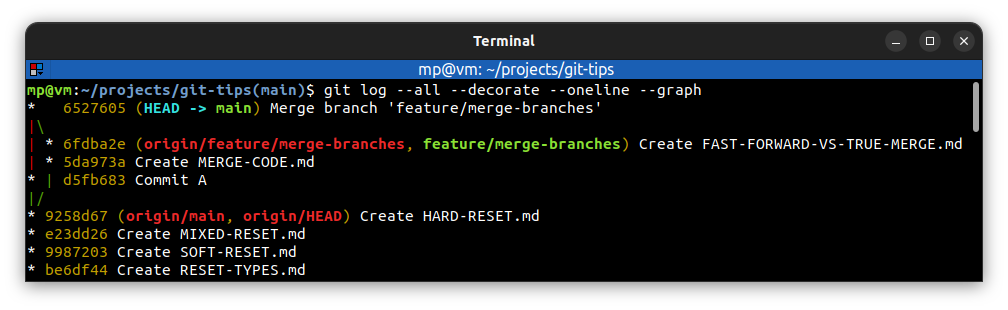 Terminal
mp@vm: ~/projects/git-tips
mp@vm:~/projects/git-tips(main)$ git log --all --decorate --oneline --graph
*   6527605 (HEAD -> main) Merge branch 'feature/merge-branches'
|\
| * 6fdba2e (origin/feature/merge-branches, feature/merge-branches) Create FAST-FORWARD-VS-TRUE-MERGE.md
| * 5da973a Create MERGE-CODE.md
* | d5fb683 Commit A
|/
* 9258d67 (origin/main, origin/HEAD) Create HARD-RESET.md
* e23dd26 Create MIXED-RESET.md
* 9987203 Create SOFT-RESET.md
* be6df44 Create RESET-TYPES.md